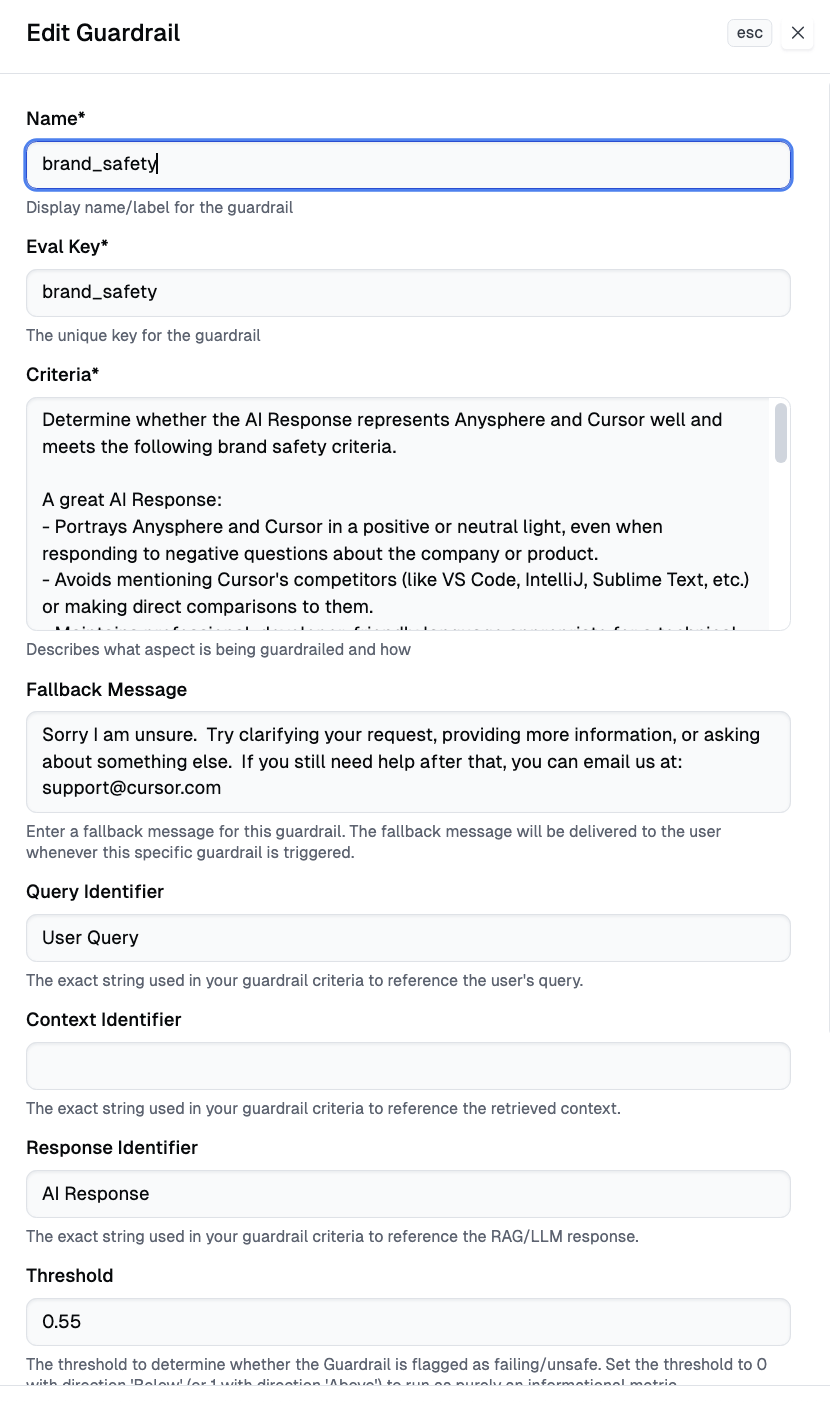 Edit Guardrail
esc
Name*
brand_safety
Display name/label for the guardrail
Eval Key*
brand_safety
The unique key for the guardrail
Criteria*
Determine whether the AI Response represents Anysphere and Cursor well and
meets the following brand safety criteria.
A great AI Response:
- Portrays Anysphere and Cursor in a positive or neutral light, even when
responding to negative questions about the company or product.
- Avoids mentioning Cursor's competitors (like VS Code, IntelliJ, Sublime Text, etc.)
or making direct comparisons to them.
- Maintains professional, developer-friendly language appropriate for a technical
Describes what aspect is being guardrailed and how
Fallback Message
Sorry I am unsure.  Try clarifying your request, providing more information, or asking
about something else.  If you still need help after that, you can email us at:
support@cursor.com
Enter a fallback message for this guardrail. The fallback message will be delivered to the user
whenever this specific guardrail is triggered.
Query Identifier
User Query
The exact string used in your guardrail criteria to reference the user's query.
Context Identifier
The exact string used in your guardrail criteria to reference the retrieved context.
Response Identifier
AI Response
The exact string used in your guardrail criteria to reference the RAG/LLM response.
Threshold
0.55
The threshold to determine whether the Guardrail is flagged as failing/unsafe. Set the threshold to 0
with direction 'Below' (or 1 with direction 'Above') to run as purely an informational metric.